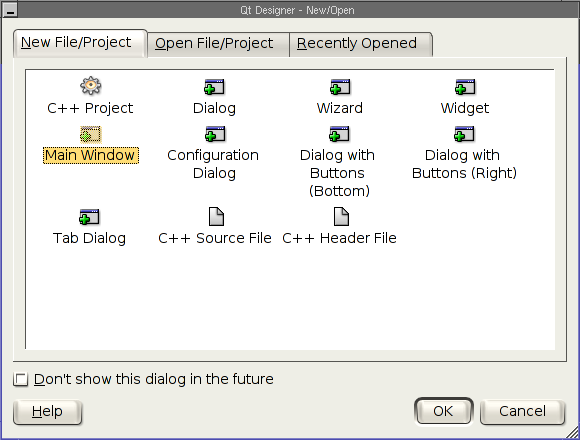 Qt Designer - New/Open
New File/Project Open File/Project Recently Opened
C++ Project Dialog Wizard Widget
Main Window Configuration Dialog with Dialog with
Dialog Buttons Buttons (Right)
(Bottom)
Tab Dialog C++ Source File C++ Header File
Don't show this dialog in the future
Help OK Cancel